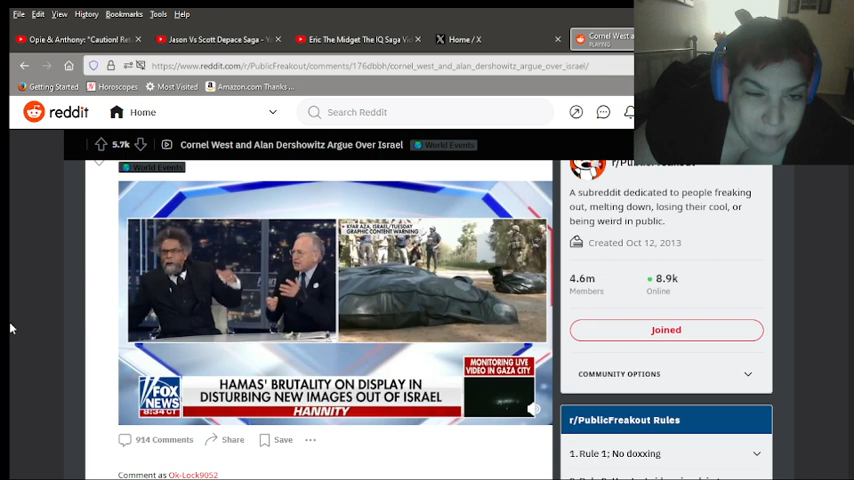 File Edit View History Bookmarks Tools Help
Opie & Anthony: "Caution! Ret
Jason Vs Scott Depace Saga - Y
Eric The Midget The IQ Saga Vi
Home / X
Cornel West a
PLAYING
https://www.reddit.com/r/PublicFreakout/comments/176dbbh/cornel_west_and_alan_dershowitz_argue_over_israel/
Getting Started Horoscopes Most Visited Amazon.com Thanks ...
reddit Home Search Reddit
5.7k Cornel West and Alan Dershowitz Argue Over Israel World Events
World Events
A subreddit dedicated to people freaking
out, melting down, losing their cool, or
being weird in public.
Created Oct 12, 2013
4.6m 8.9k
Members Online
Joined
COMMUNITY OPTIONS
r/PublicFreakout Rules
1. Rule 1; No doxxing
KFAR AZA, ISRAEL/TUESDAY
GRAPHIC CONTENT WARNING
MONITORING LIVE
VIDEO IN GAZA CITY
FOX
NEWS
8:34 CT
HAMAS' BRUTALITY ON DISPLAY IN
DISTURBING NEW IMAGES OUT OF ISRAEL
HANNITY
914 Comments Share Save
Comment as Ok-Lock9052